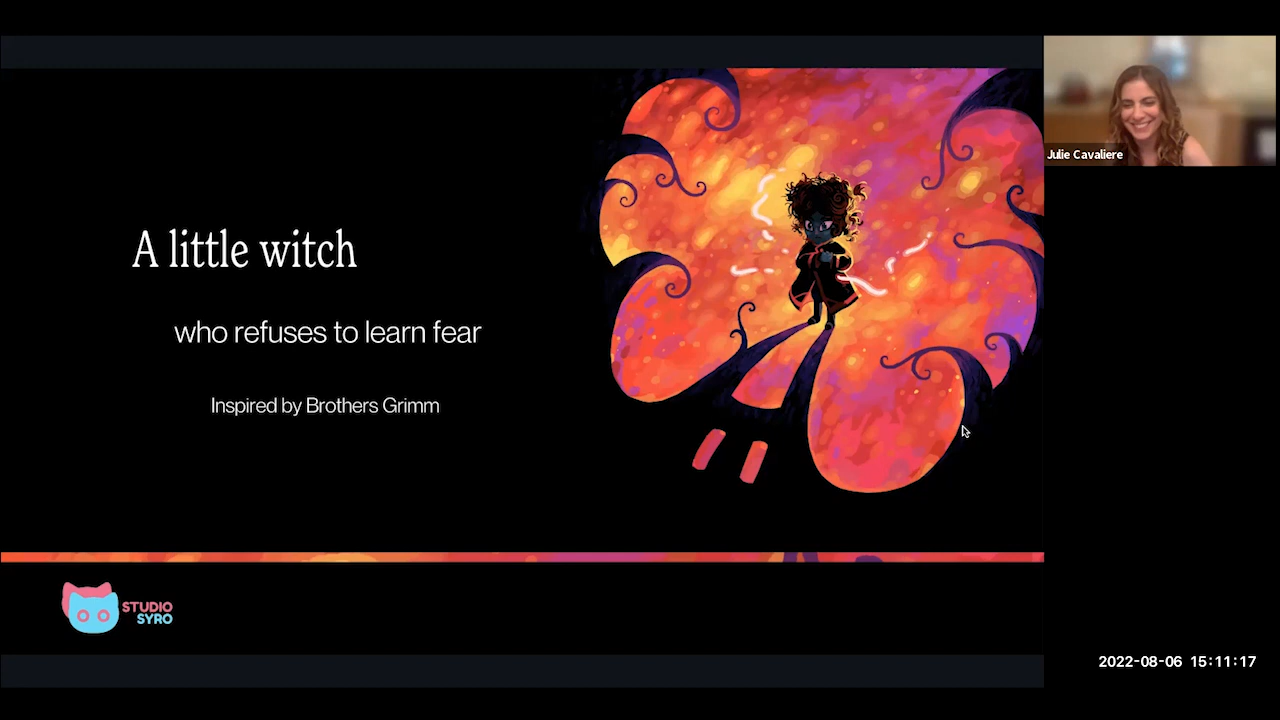 A little witch
who refuses to learn fear
Inspired by Brothers Grimm
STUDIO
SYRO
Julie Cavaliere
2022-08-06 15:11:17